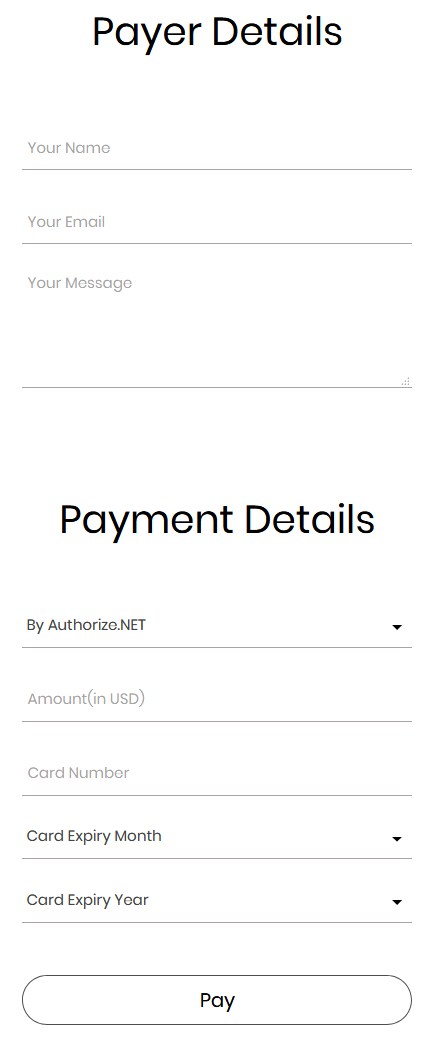 Payer Details
Your Name
Your Email
Your Message
Payment Details
By Authorize.NET
Amount(in USD)
Card Number
Card Expiry Month
Card Expiry Year
Pay